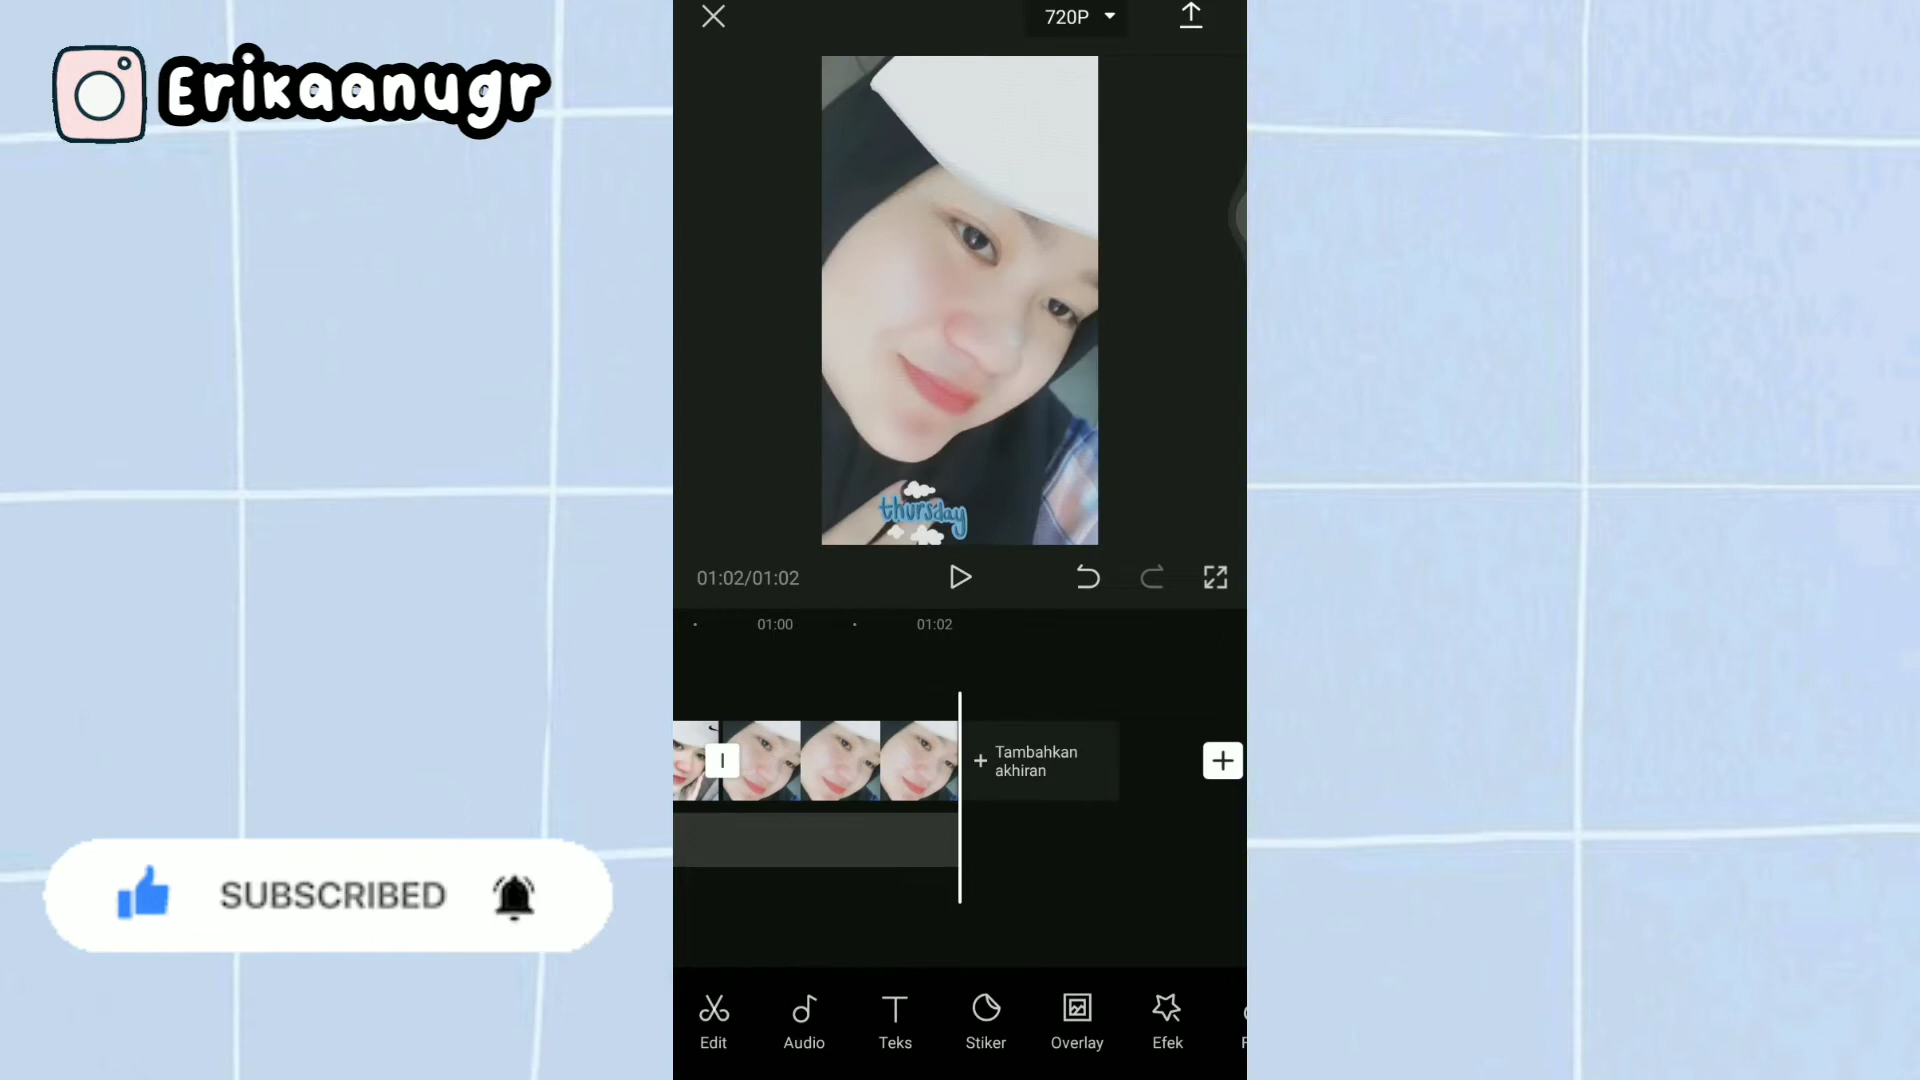 Erikaanugr
720P
thursday
01:02/01:02
01:00
01:02
Tambahkan
akhiran
SUBSCRIBED
Edit
Audio
Teks
Stiker
Overlay
Efek